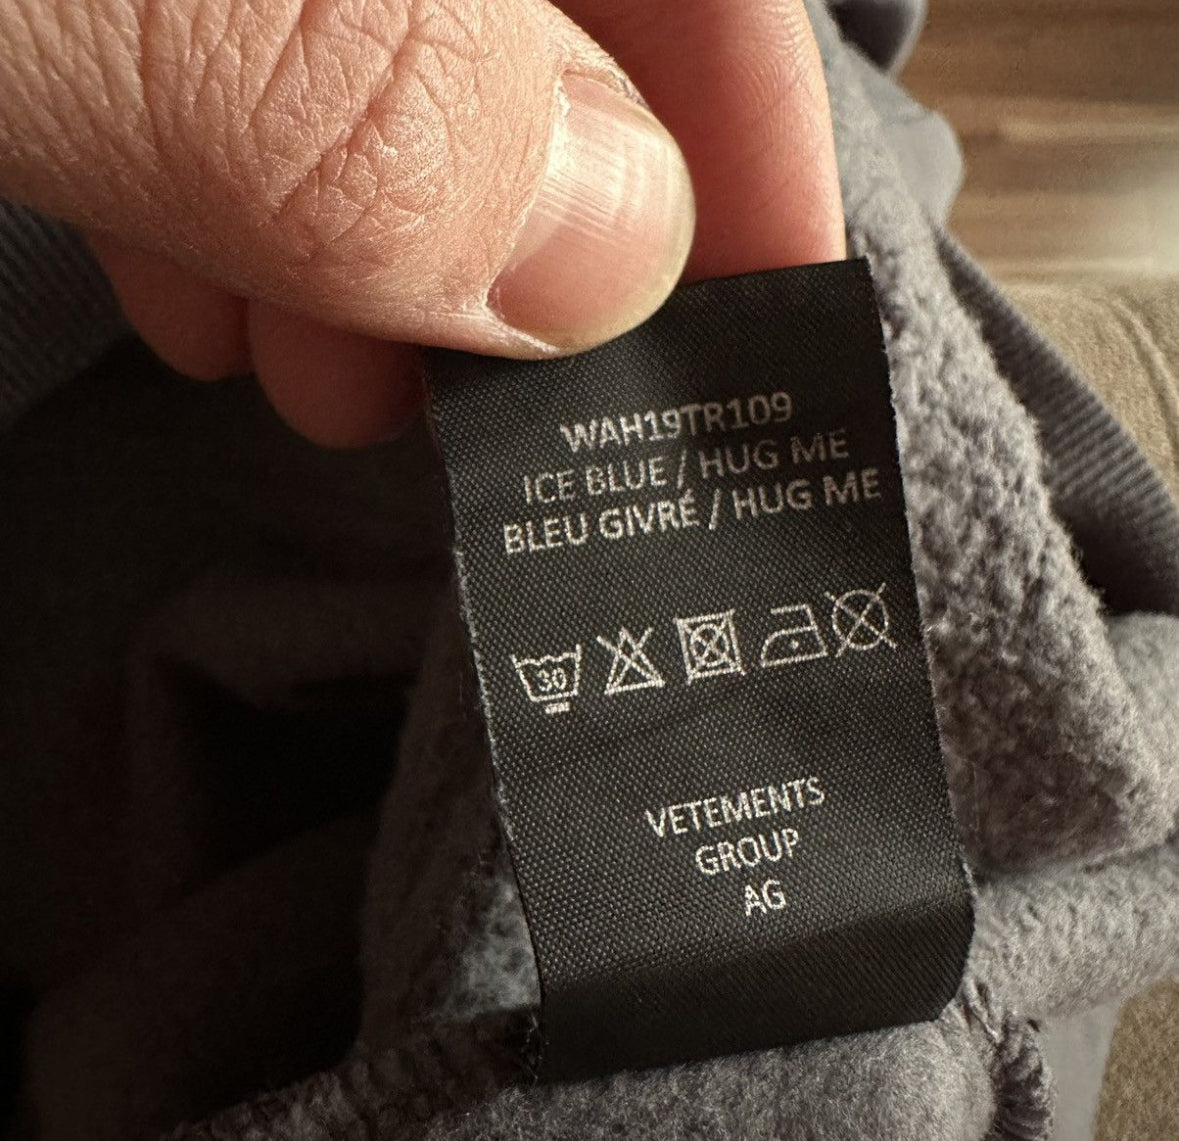 WAH19TR109
ICE BLUE / HUG ME
BLEU GIVRÉ / HUG ME
30
VETEMENTS
GROUP
AG